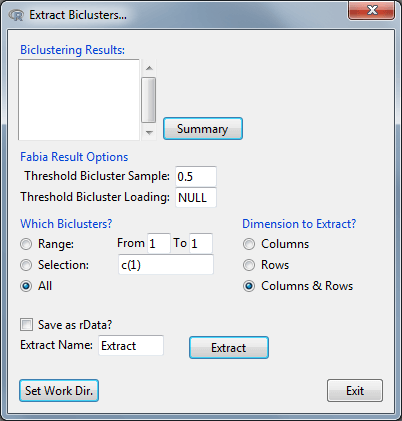 Extract Biclusters...
Biclustering Results:
Summary
Fabia Result Options
Threshold Bicluster Sample: 0.5
Threshold Bicluster Loading: NULL
Which Biclusters? Dimension to Extract?
Range: From 1 To 1 Columns
Selection: c(1) Rows
All Columns & Rows
Save as rData?
Extract Name: Extract Extract
Set Work Dir. Exit